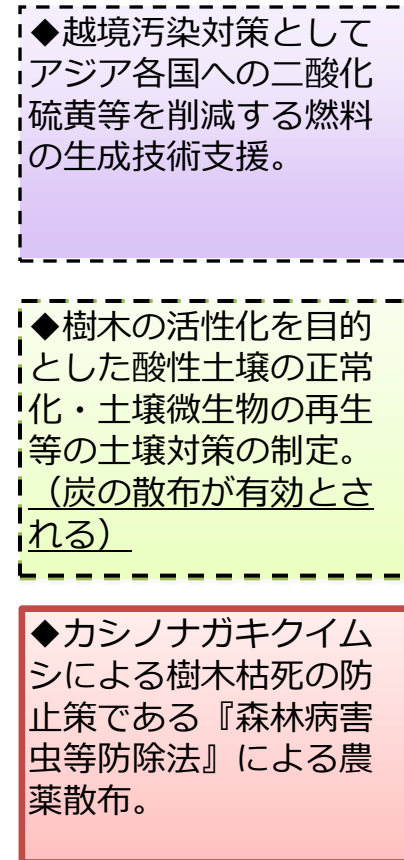 ◆越境汚染対策として
アジア各国への二酸化
硫黄等を削減する燃料
の生成技術支援。
◆樹木の活性化を目的
とした酸性土壌の正常
化・土壌微生物の再生
等の土壌対策の制定。
（炭の散布が有効とさ
れる）
◆カシノナガキクイム
シによる樹木枯死の防
止策である『森林病害
虫等防除法』による農
薬散布。